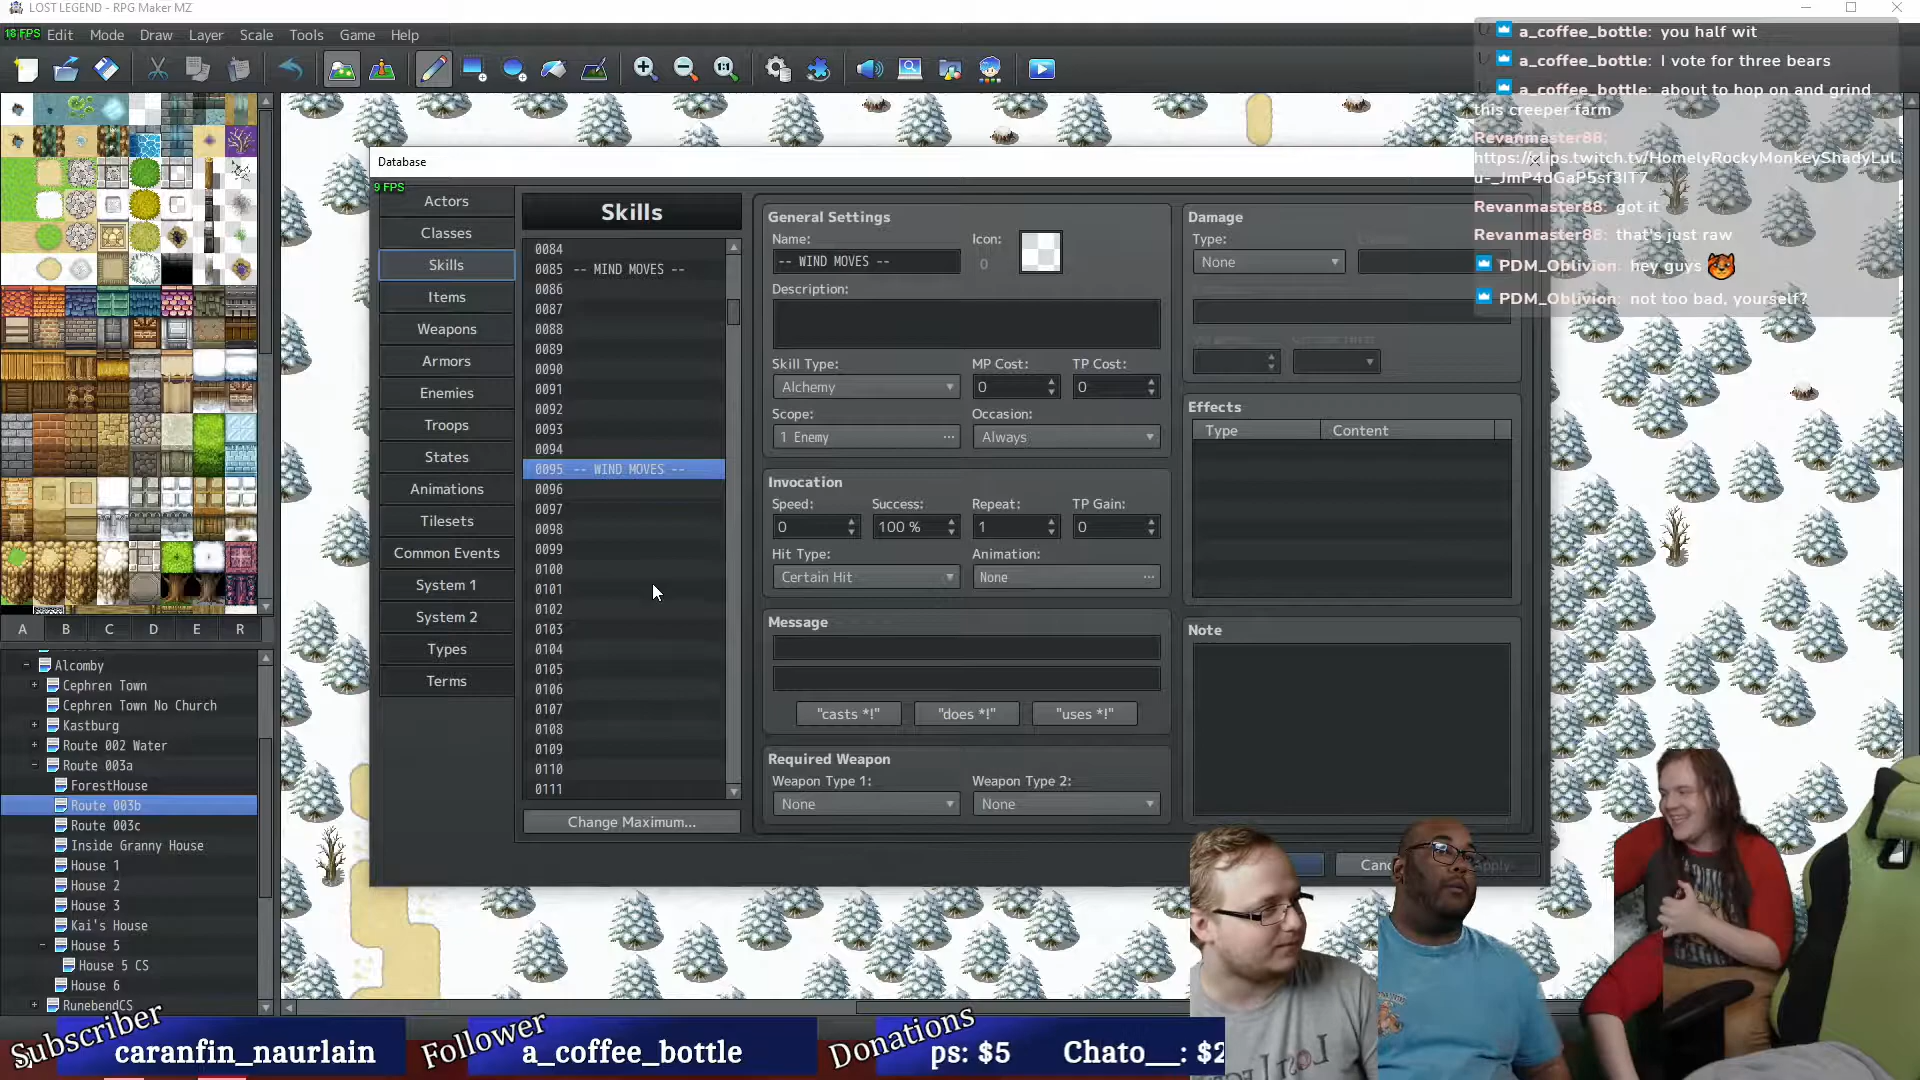 LOST LEGEND - RPG Maker MZ
18 FPS
Edit
Mode
Draw
Layer
Scale
Tools
Game
Help
a_coffee_bottle: you half wit
a_coffee_bottle: I vote for three bears
a_coffee_bottle: about to hop on and grind
this creeper farm
Revanmaster88:
https://clips.twitch.tv/HomelyRockyMonkeyShadyLul
u-_JmP4dGaP5sf3IT7
Revanmaster88: got it
Revanmaster88: that's just raw
PDM_Oblivion: hey guys
PDM_Oblivion: not too bad, yourself?
Database
9 FPS
Actors
Classes
Skills
Items
Weapons
Armors
Enemies
Troops
States
Animations
Tilesets
Common Events
System 1
System 2
Types
Terms
Skills
0084
0085 -- MIND MOVES --
0086
0087
0088
0089
0090
0091
0092
0093
0094
0095 -- WIND MOVES --
0096
0097
0098
0099
0100
0101
0102
0103
0104
0105
0106
0107
0108
0109
0110
0111
Change Maximum...
General Settings
Name:
Icon:
-- WIND MOVES --
0
Description:
Skill Type:
MP Cost:
TP Cost:
Alchemy
0
0
Scope:
Occasion:
1 Enemy
...
Always
Invocation
Speed:
Success:
Repeat:
TP Gain:
0
100 %
1
0
Hit Type:
Animation:
Certain Hit
None
...
Message
"casts *!"
"does *!"
"uses *!"
Required Weapon
Weapon Type 1:
Weapon Type 2:
None
None
Damage
Type:
None
Effects
Type
Content
Note
Canc
Apply
A
B
C
D
E
R
Alcomby
Cephren Town
Cephren Town No Church
Kastburg
Route 002 Water
Route 003a
ForestHouse
Route 003b
Route 003c
Inside Granny House
House 1
House 2
House 3
Kai's House
House 5
House 5 CS
House 6
RunebendCS
Subscriber
caranfin_naurlain
Follower
a_coffee_bottle
Donations
ps: $5
Chato__: $2